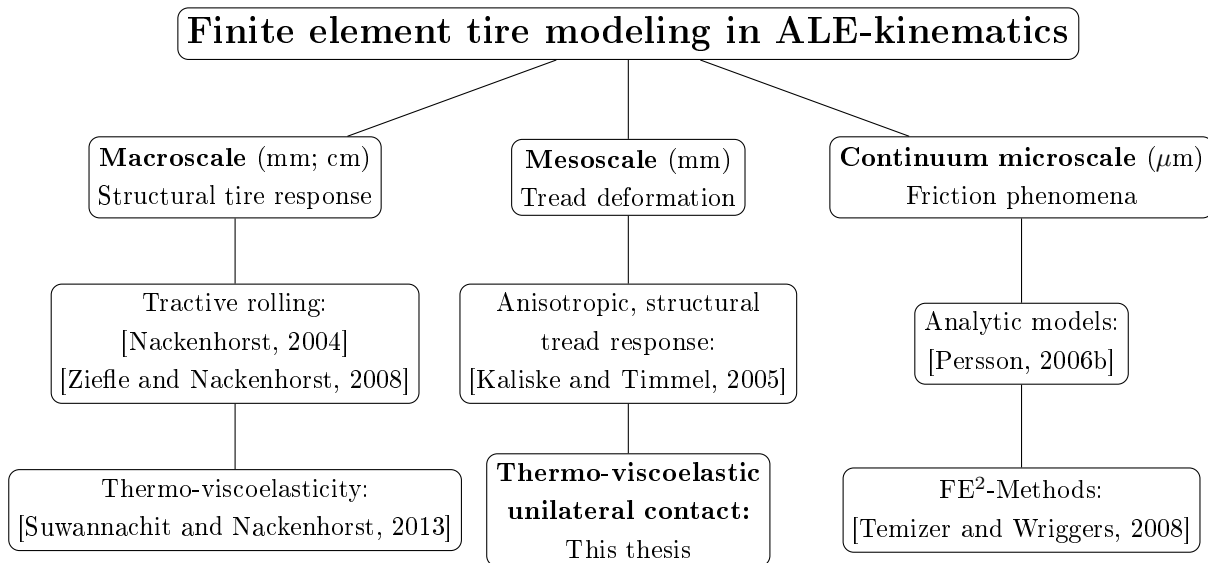 Finite element tire modeling in ALE-kinematics
Macroscale (mm; cm)
Structural tire response
Mesoscale (mm)
Tread deformation
Continuum microscale (μm)
Friction phenomena
Tractive rolling:
[Nackenhorst, 2004]
[Ziefle and Nackenhorst, 2008]
Anisotropic, structural
tread response:
[Kaliske and Timmel, 2005]
Analytic models:
[Persson, 2006b]
Thermo-viscoelasticity:
[Suwannachit and Nackenhorst, 2013]
Thermo-viscoelastic
unilateral contact:
This thesis
FE²-Methods:
[Temizer and Wriggers, 2008]